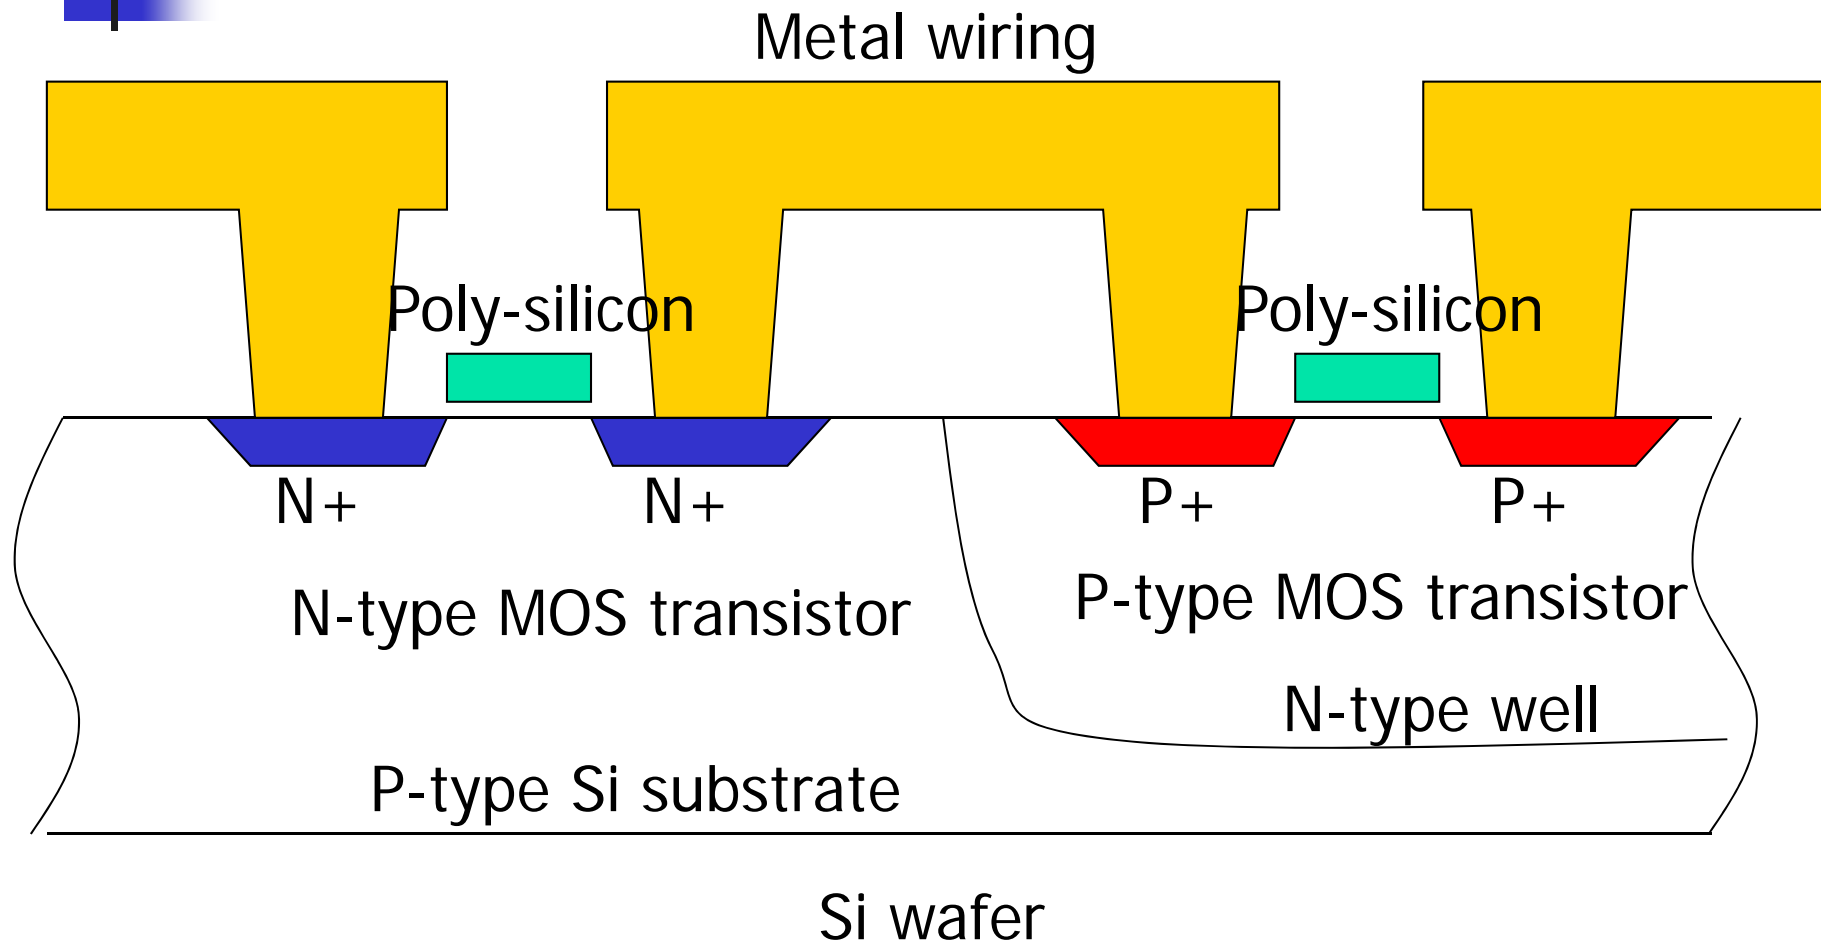 Metal wiring
Poly-silicon
Poly-silicon
N+
N+
P+
P+
N-type MOS transistor
P-type MOS transistor
N-type well
P-type Si substrate
Si wafer